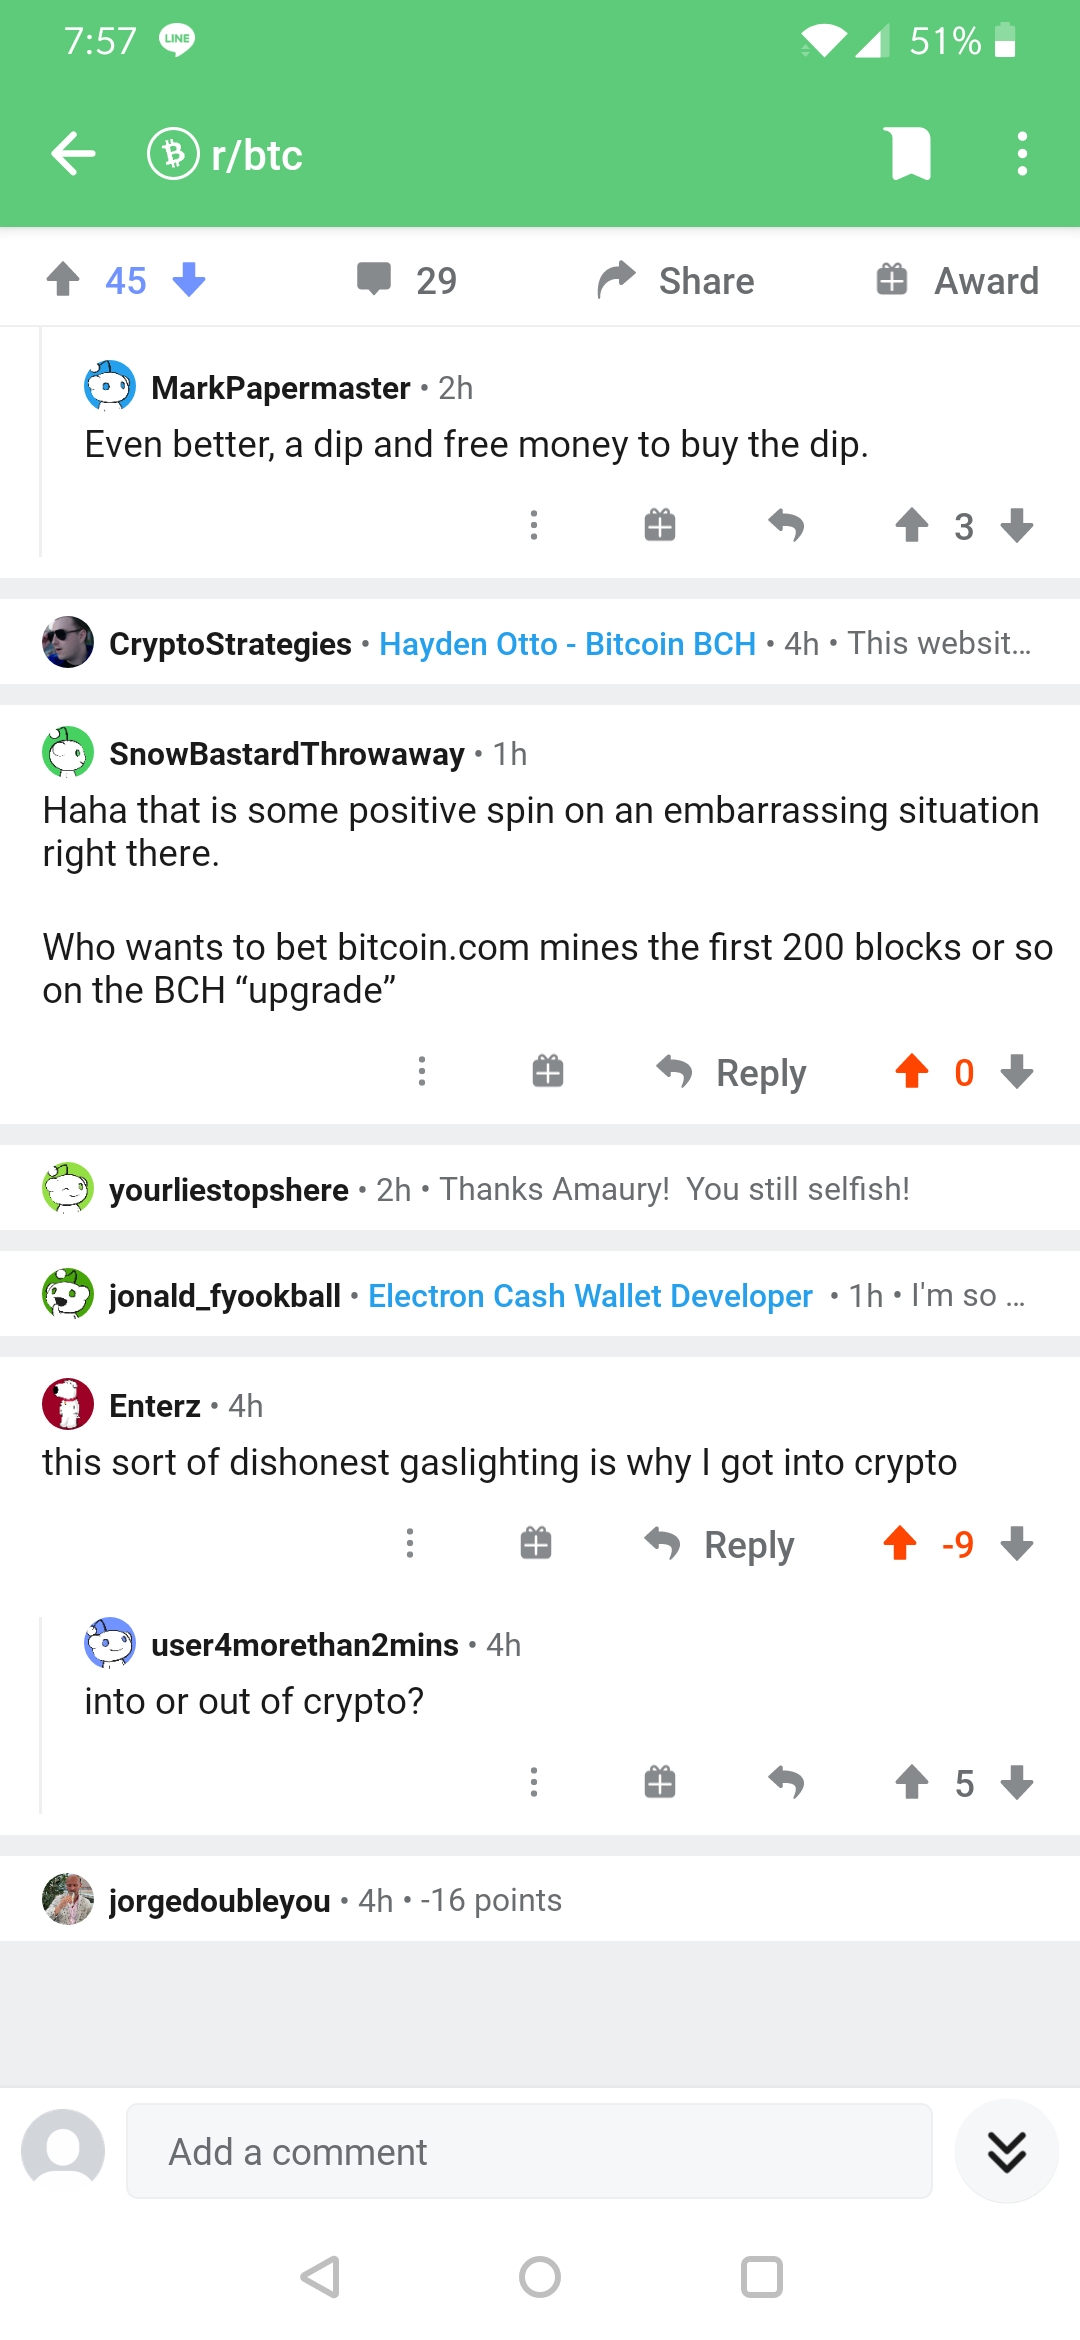 7:57 LINE 51%
r/btc
45 29 Share Award
MarkPapermaster • 2h
Even better, a dip and free money to buy the dip.
3
CryptoStrategies • Hayden Otto - Bitcoin BCH • 4h • This websit...
SnowBastardThrowaway • 1h
Haha that is some positive spin on an embarrassing situation
right there.
Who wants to bet bitcoin.com mines the first 200 blocks or so
on the BCH “upgrade”
Reply 0
yourliestopshere • 2h • Thanks Amaury!  You still selfish!
jonald_fyookball • Electron Cash Wallet Developer • 1h • I'm so ...
Enterz • 4h
this sort of dishonest gaslighting is why I got into crypto
Reply -9
user4morethan2mins • 4h
into or out of crypto?
5
jorgedoubleyou • 4h • -16 points
Add a comment